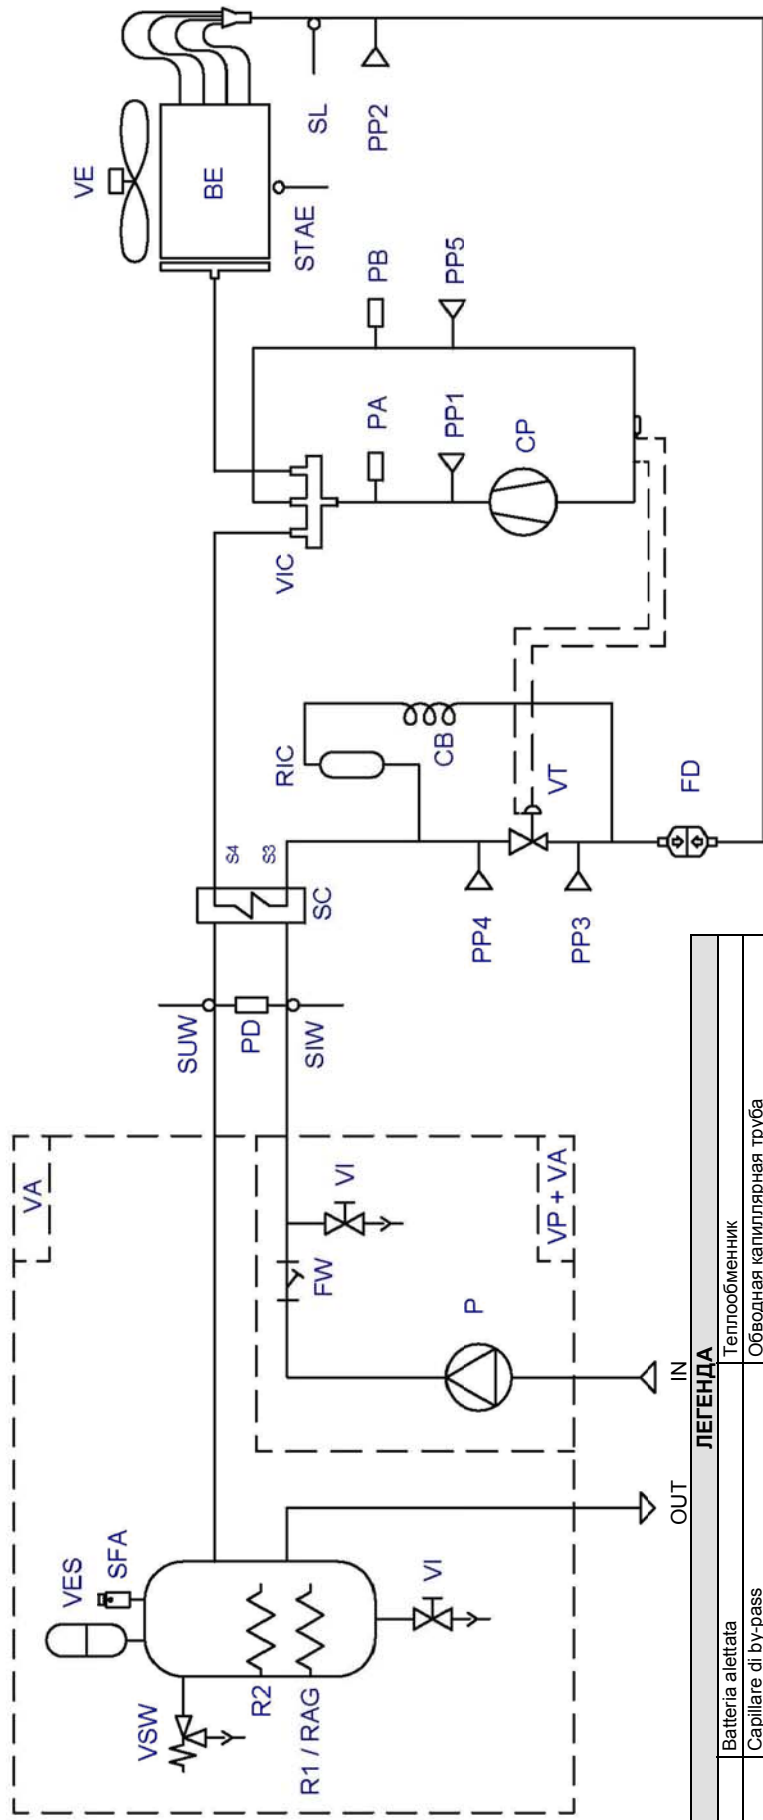 VE
BE
STAE
SL
PP2
PB
PP5
PA
PP1
CP
VIC
RIC
CB
VT
FD
S4
S3
SC
PP4
PP3
SUW
PD
SIW
VA
VI
VP + VA
FW
P
IN
OUT
VES
SFA
VSW
R2
R1 / RAG
VI
ЛЕГЕНДА
Batteria alettata Теплообменник
Capillare di by-pass Обводная капиллярная труба